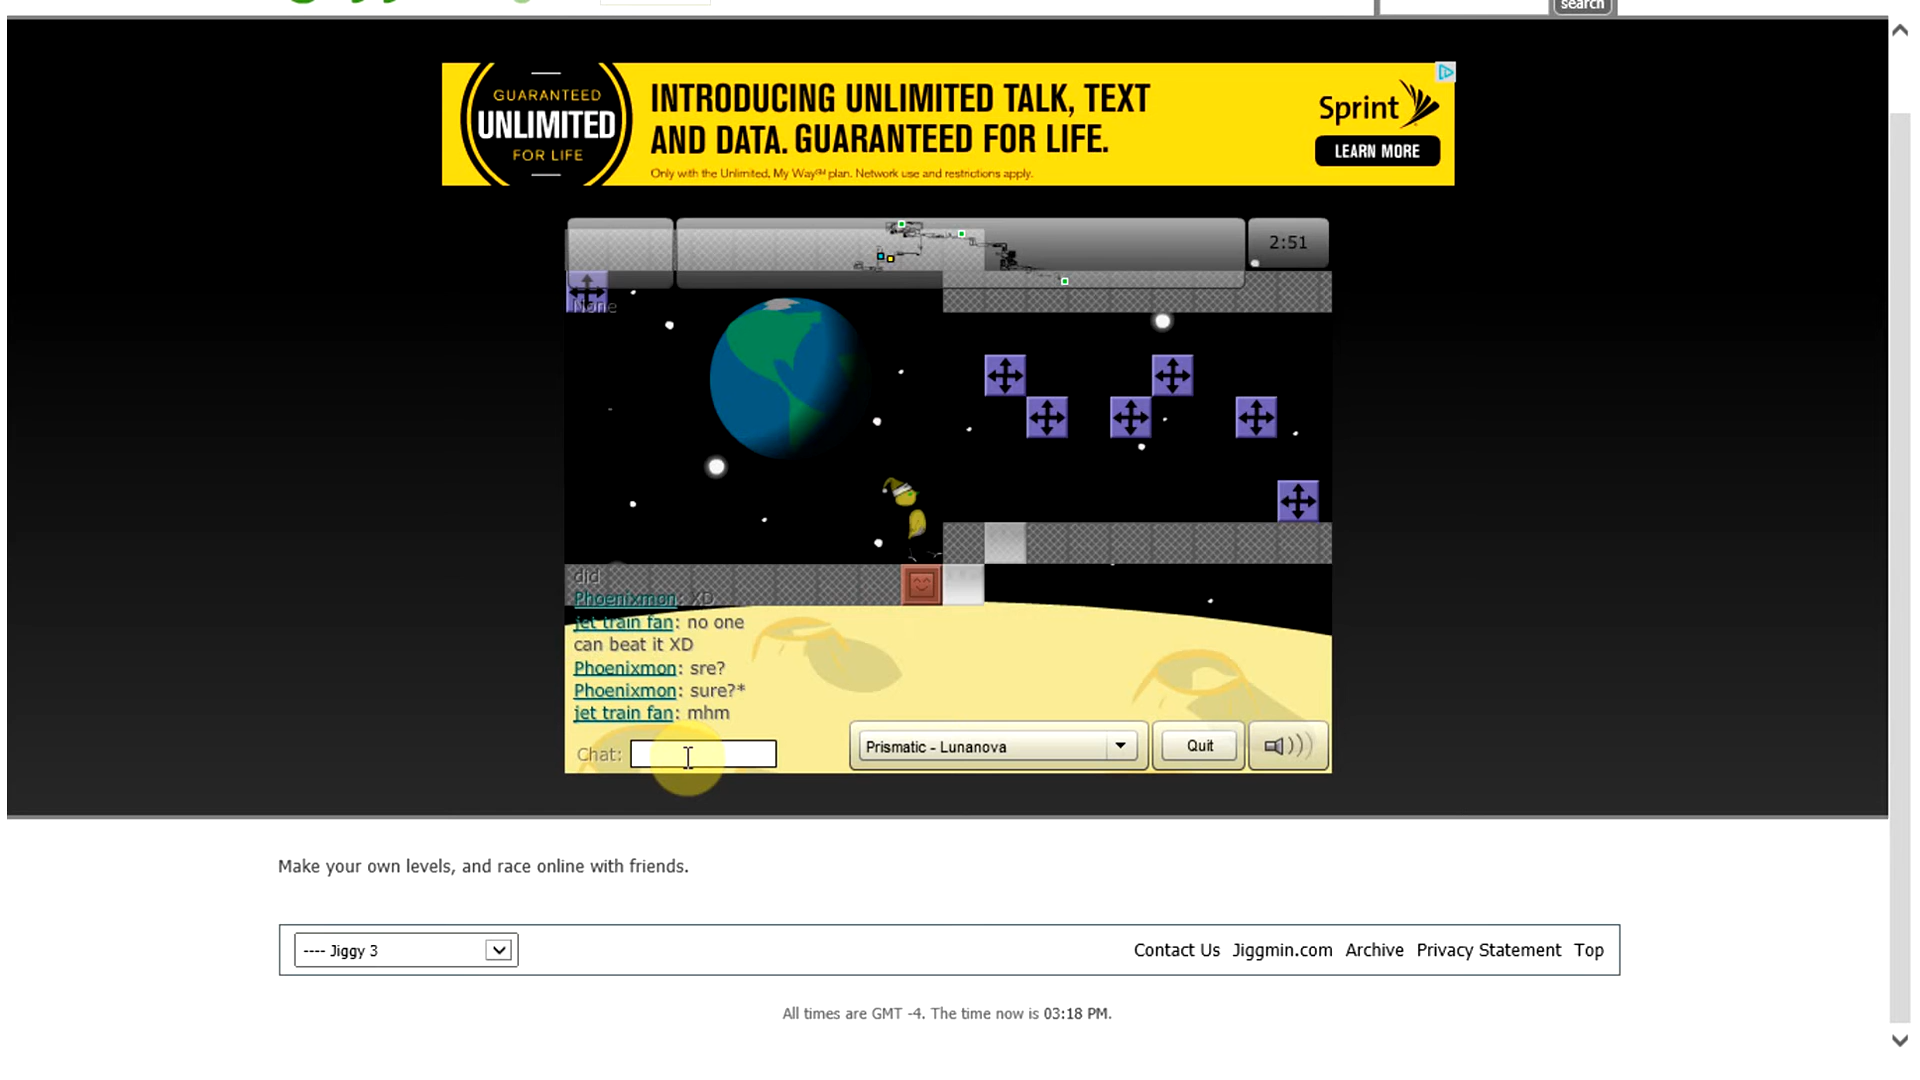 search
GUARANTEED
UNLIMITED
FOR LIFE
INTRODUCING UNLIMITED TALK, TEXT
AND DATA. GUARANTEED FOR LIFE.
Only with the Unlimited, My Way℠ plan. Network use and restrictions apply.
Sprint
LEARN MORE
2:51
None
did
Phoenixmon: XD
jet train fan: no one
can beat it XD
Phoenixmon: sre?
Phoenixmon: sure?*
jet train fan: mhm
Chat:
Prismatic - Lunanova
Quit
Make your own levels, and race online with friends.
---- Jiggy 3
Contact Us Jiggmin.com Archive Privacy Statement Top
All times are GMT -4. The time now is 03:18 PM.